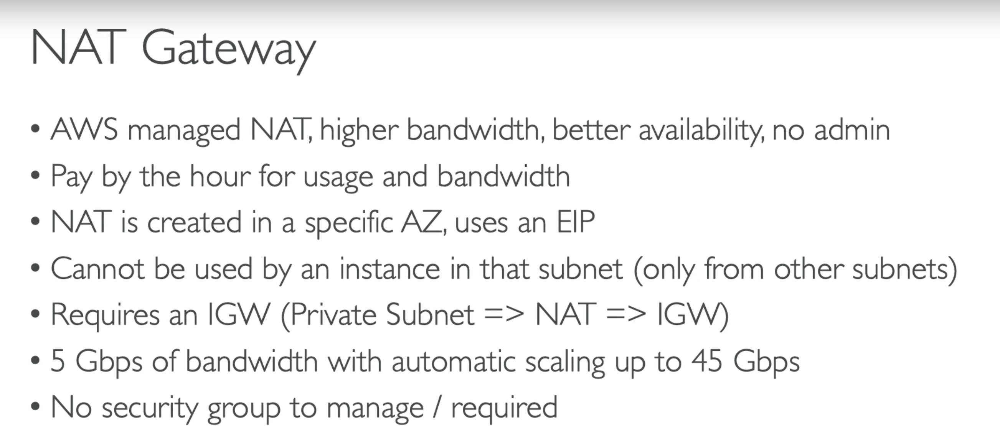 NAT Gateway
• AWS managed NAT, higher bandwidth, better availability, no admin
• Pay by the hour for usage and bandwidth
• NAT is created in a specific AZ, uses an EIP
• Cannot be used by an instance in that subnet (only from other subnets)
• Requires an IGW (Private Subnet => NAT => IGW)
• 5 Gbps of bandwidth with automatic scaling up to 45 Gbps
• No security group to manage / required